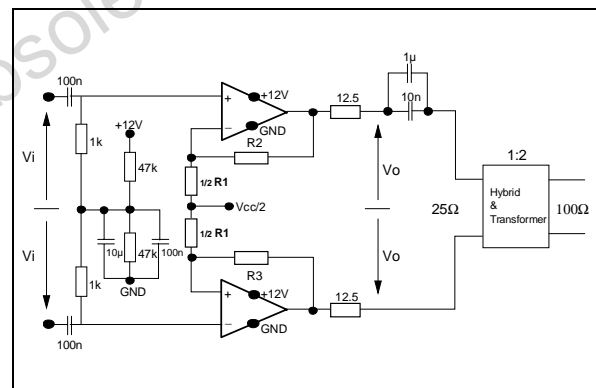 bsole
1µ
100n
+12V
12.5
10n
+
−
GND
+12V
R2
1k
1:2
Vi
47k
1/2 R1
Vo
Vcc/2
25Ω
Hybrid
&
Transformer
100Ω
1/2 R1
10µ
47k
100n
Vi
Vo
R3
1k
GND
+
+12V
12.5
−
GND
100n